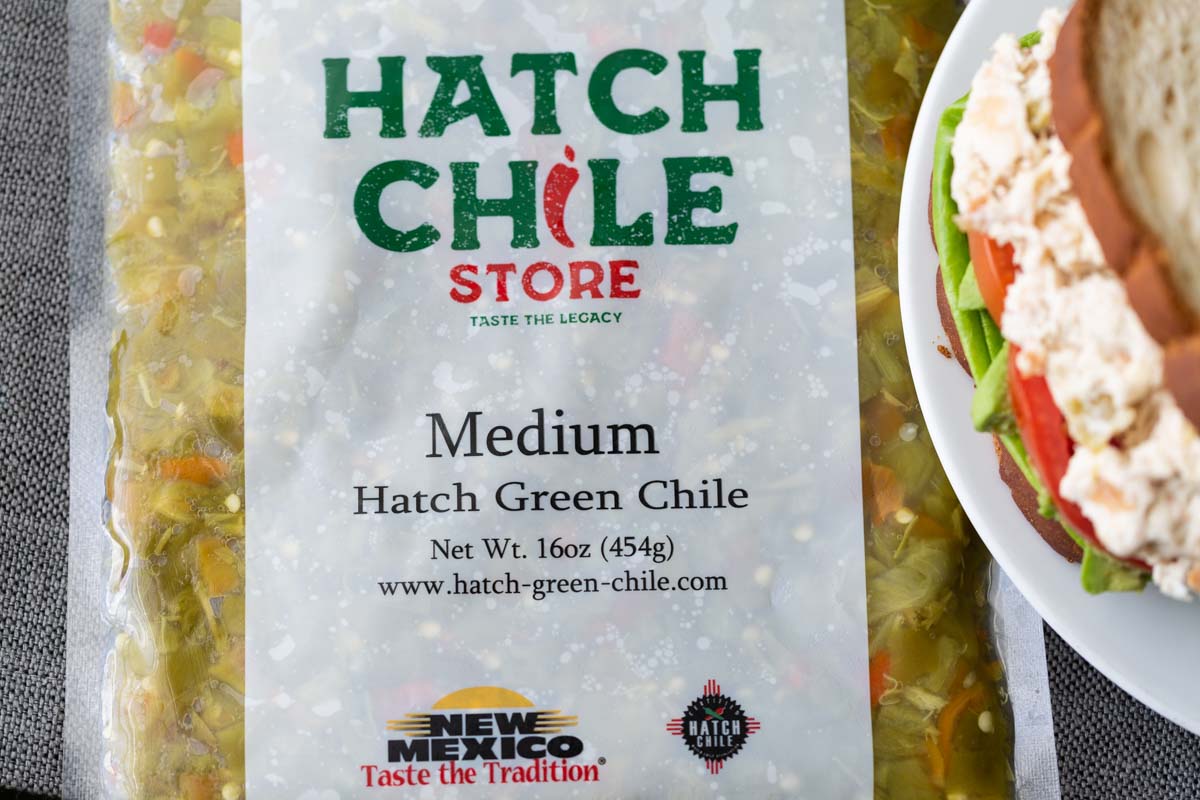 HATCH
CHILE
STORE
TASTE THE LEGACY
Medium
Hatch Green Chile
Net Wt. 16oz (454g)
www.hatch-green-chile.com
NEW
MEXICO
Taste the Tradition®
HATCH
CHILE